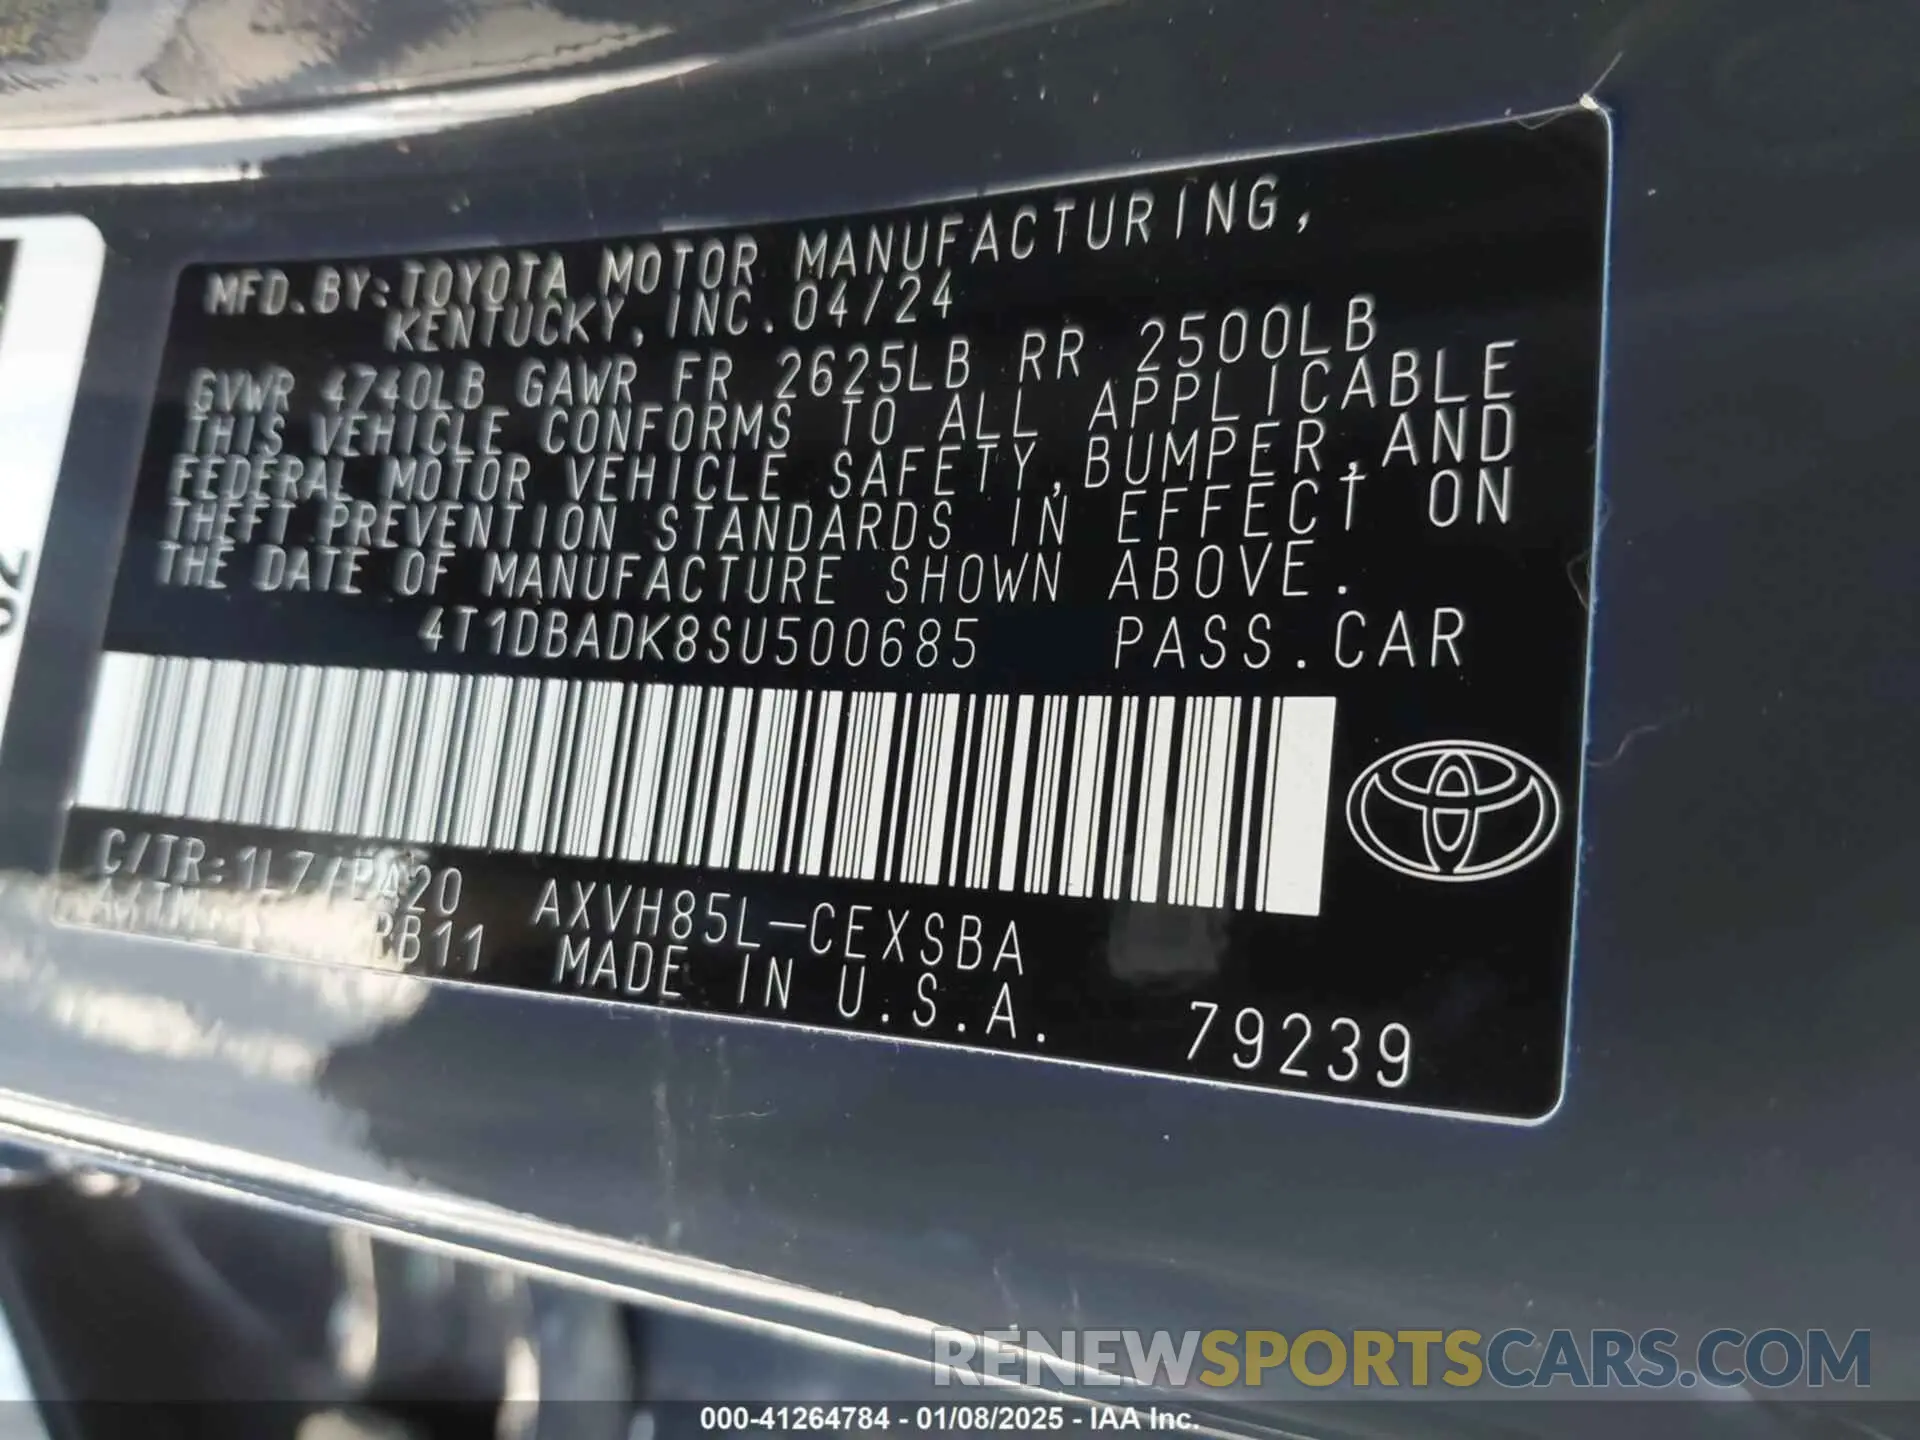 MFD. BY: TOYOTA MOTOR MANUFACTURING,
KENTUCKY, INC. 04/24
GVWR 4740LB GAWR FR 2625LB RR 2500LB
THIS VEHICLE CONFORMS TO ALL APPLICABLE
FEDERAL MOTOR VEHICLE SAFETY, BUMPER, AND
THEFT PREVENTION STANDARDS IN EFFECT ON
THE DATE OF MANUFACTURE SHOWN ABOVE.
4T1DBADK8SU500685 PASS.CAR
C/TR:1L7/EA20 AXVH85L-CEXSBA
MADE IN U.S.A.
79239
RENEWSPORTSCARS.COM
000-41264784 - 01/08/2025 - IAA Inc.